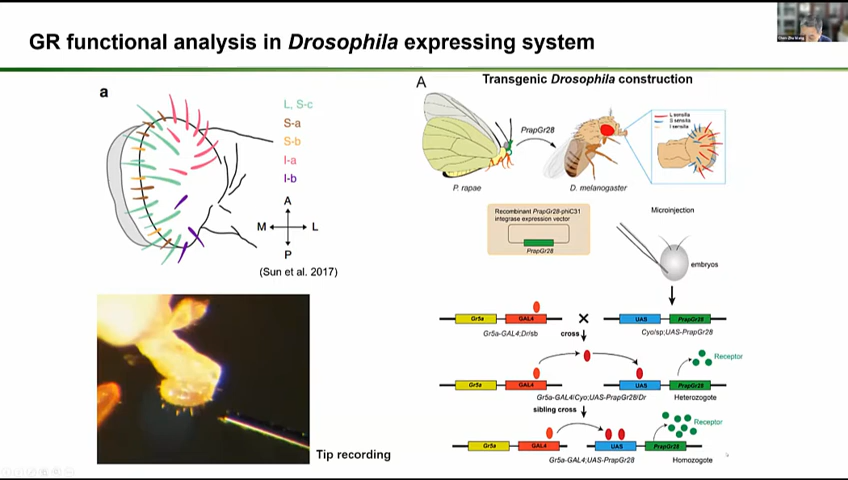 GR functional analysis in Drosophila expressing system
a
L, S-c
S-a
S-b
I-a
I-b
A
M
L
P
(Sun et al. 2017)
Tip recording
A
Transgenic Drosophila construction
PrapGr28
L sensilla
S sensilla
I sensilla
P. rapae
D. melanogaster
Recombinant PrapGr28-phiC31
integrase expression vector
PrapGr28
Microinjection
embryos
Gr5a
GAL4
UAS
PrapGr28
Gr5a-GAL4;Dr/sb
cross
Cyo/sp;UAS-PrapGr28
Receptor
Gr5a
GAL4
UAS
PrapGr28
Gr5a-GAL4/Cyo;UAS-PrapGr28/Dr
Heterozogote
sibling cross
Receptor
Gr5a
GAL4
UAS
PrapGr28
Gr5a-GAL4;UAS-PrapGr28
Homozogote